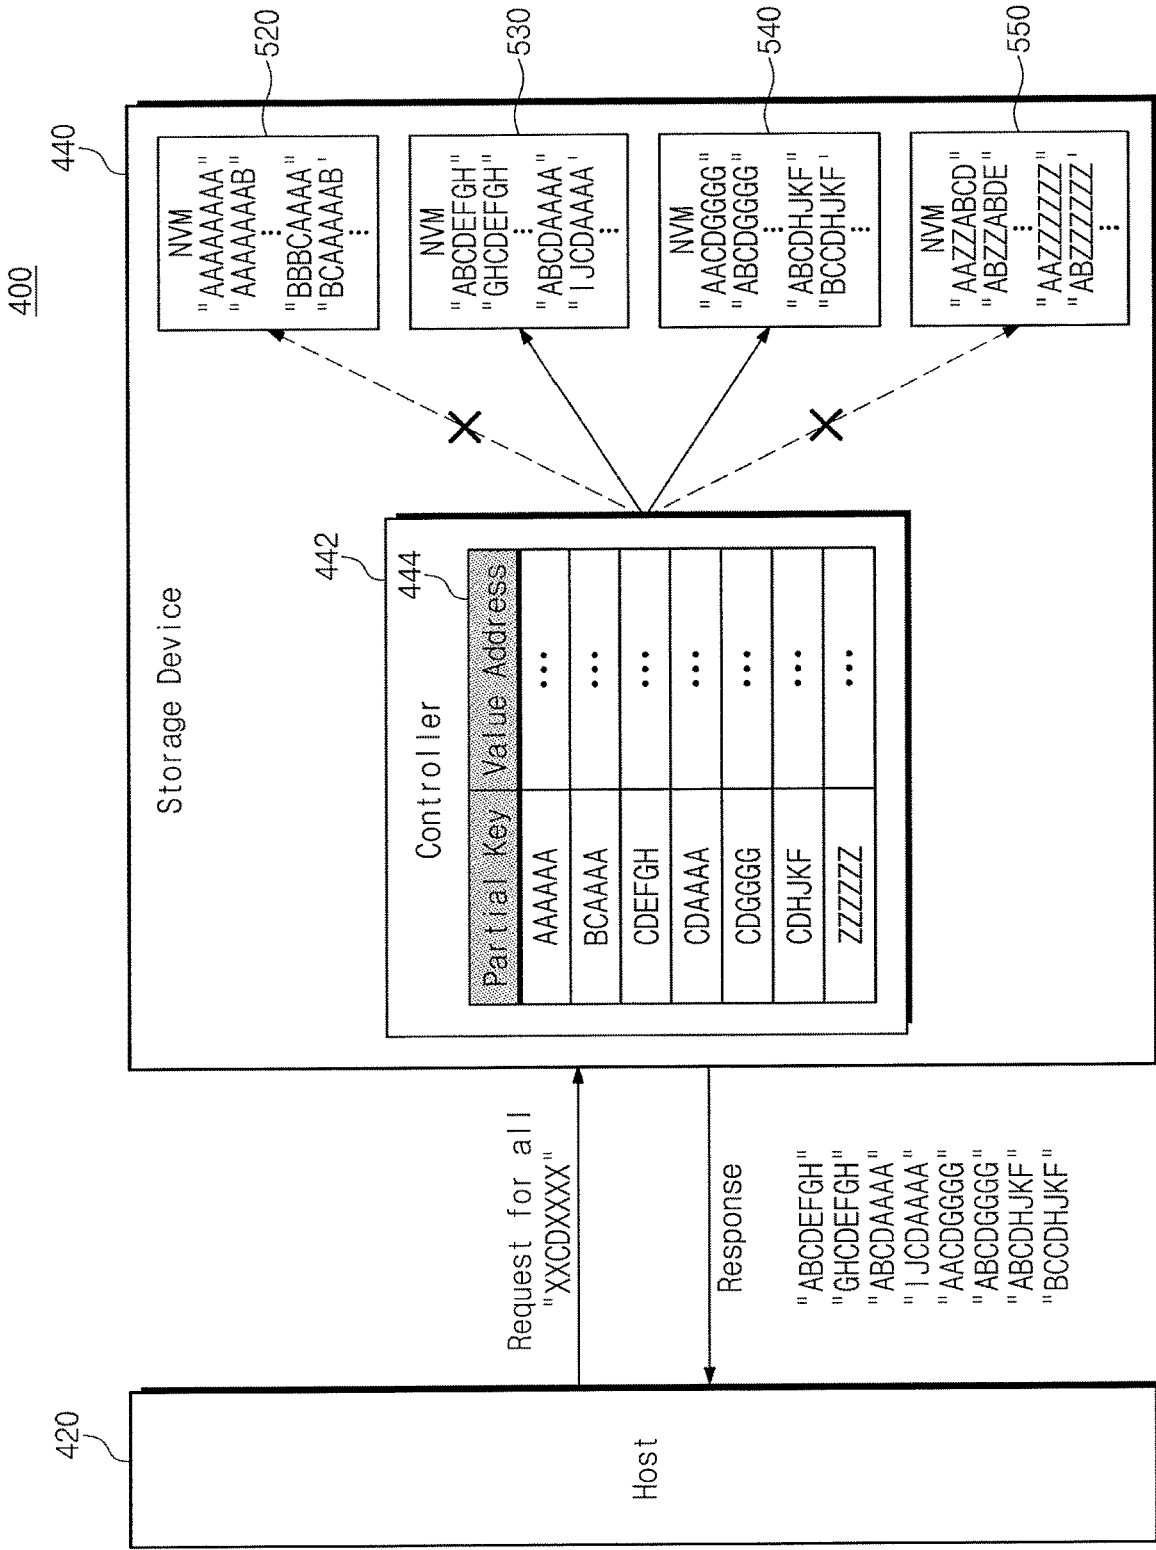 400
420
Host
Request for all
"XXCDXXXX"
Response
"ABCDEFGH"
"GHCDEFGH"
"ABCDAAAA"
"IJCDAAAA"
"AACDGGGG"
"ABCDGGGG"
"ABCDHJKF"
"BCCDHJKF"
440
Storage Device
442
Controller
444
Partial Key Value Address
AAAAAA ...
BCAAAA ...
CDEFGH ...
CDAAAA ...
CDGGGG ...
CDHJKF ...
ZZZZZZ ...
520
NVM
"AAAAAAAA"
"AAAAAAAB"
...
"BBBCAAAA"
"BCAAAAAB'
...
530
NVM
"ABCDEFGH"
"GHCDEFGH"
...
"ABCDAAAA"
"IJCDAAAA'
...
540
NVM
"AACDGGGG"
"ABCDGGGG"
...
"ABCDHJKF"
"BCCDHJKF'
...
550
NVM
"AAZZABCD"
"ABZZABDE"
...
"AAZZZZZZ"
"ABZZZZZZ'
...